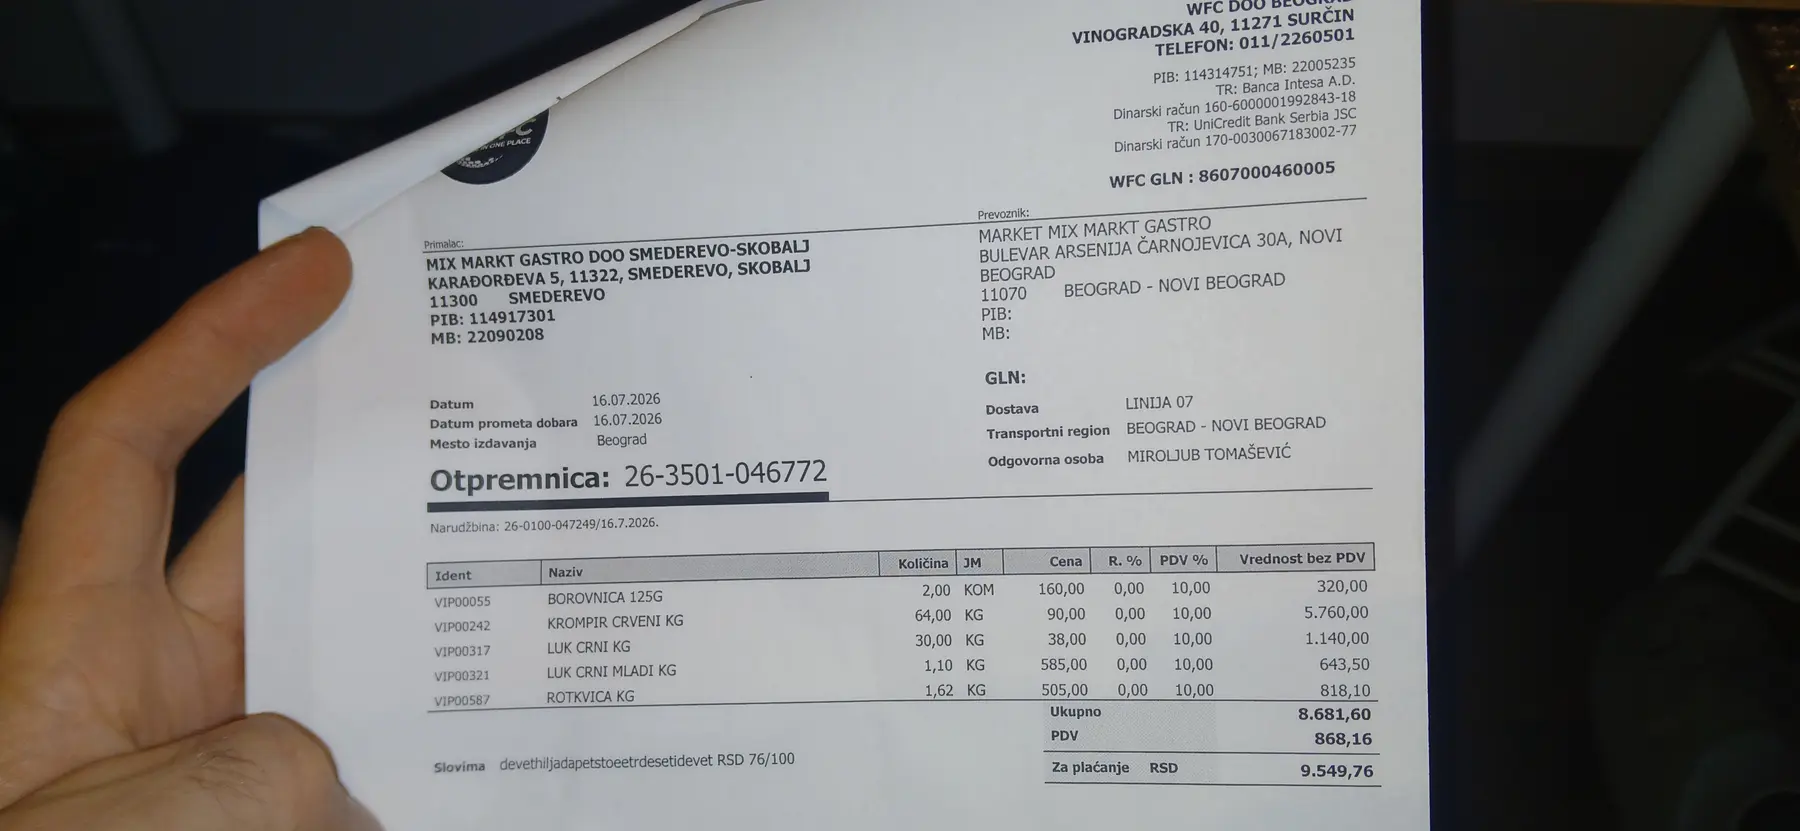 WFC DOO BEOGRAD
VINOGRADSKA 40, 11271 SURČIN
TELEFON: 011/2260501
PIB: 114314751; MB: 22005235
TR: Banca Intesa A.D.
Dinarski račun 160-6000001992843-18
TR: UniCredit Bank Serbia JSC
Dinarski račun 170-0030067183002-77
WFC GLN : 8607000460005
IN ONE PLACE
Primalac:
MIX MARKT GASTRO DOO SMEDEREVO-SKOBALJ
KARAĐORĐEVA 5, 11322, SMEDEREVO, SKOBALJ
11300 SMEDEREVO
PIB: 114917301
MB: 22090208
Prevoznik:
MARKET MIX MARKT GASTRO
BULEVAR ARSENIJA ČARNOJEVICA 30A, NOVI
BEOGRAD
11070 BEOGRAD - NOVI BEOGRAD
PIB:
MB:
GLN:
Datum 16.07.2026
Datum prometa dobara 16.07.2026
Mesto izdavanja Beograd
Dostava LINIJA 07
Transportni region BEOGRAD - NOVI BEOGRAD
Odgovorna osoba MIROLJUB TOMAŠEVIĆ
Otpremnica: 26-3501-046772
Narudžbina: 26-0100-047249/16.7.2026.
Ident Naziv Količina JM Cena R. % PDV % Vrednost bez PDV
VIP00055 BOROVNICA 125G 2,00 KOM 160,00 0,00 10,00 320,00
VIP00242 KROMPIR CRVENI KG 64,00 KG 90,00 0,00 10,00 5.760,00
VIP00317 LUK CRNI KG 30,00 KG 38,00 0,00 10,00 1.140,00
VIP00321 LUK CRNI MLADI KG 1,10 KG 585,00 0,00 10,00 643,50
VIP00587 ROTKVICA KG 1,62 KG 505,00 0,00 10,00 818,10
Ukupno 8.681,60
PDV 868,16
Za plaćanje RSD 9.549,76
Slovima devethiljadapetstoeetrdesetidevet RSD 76/100